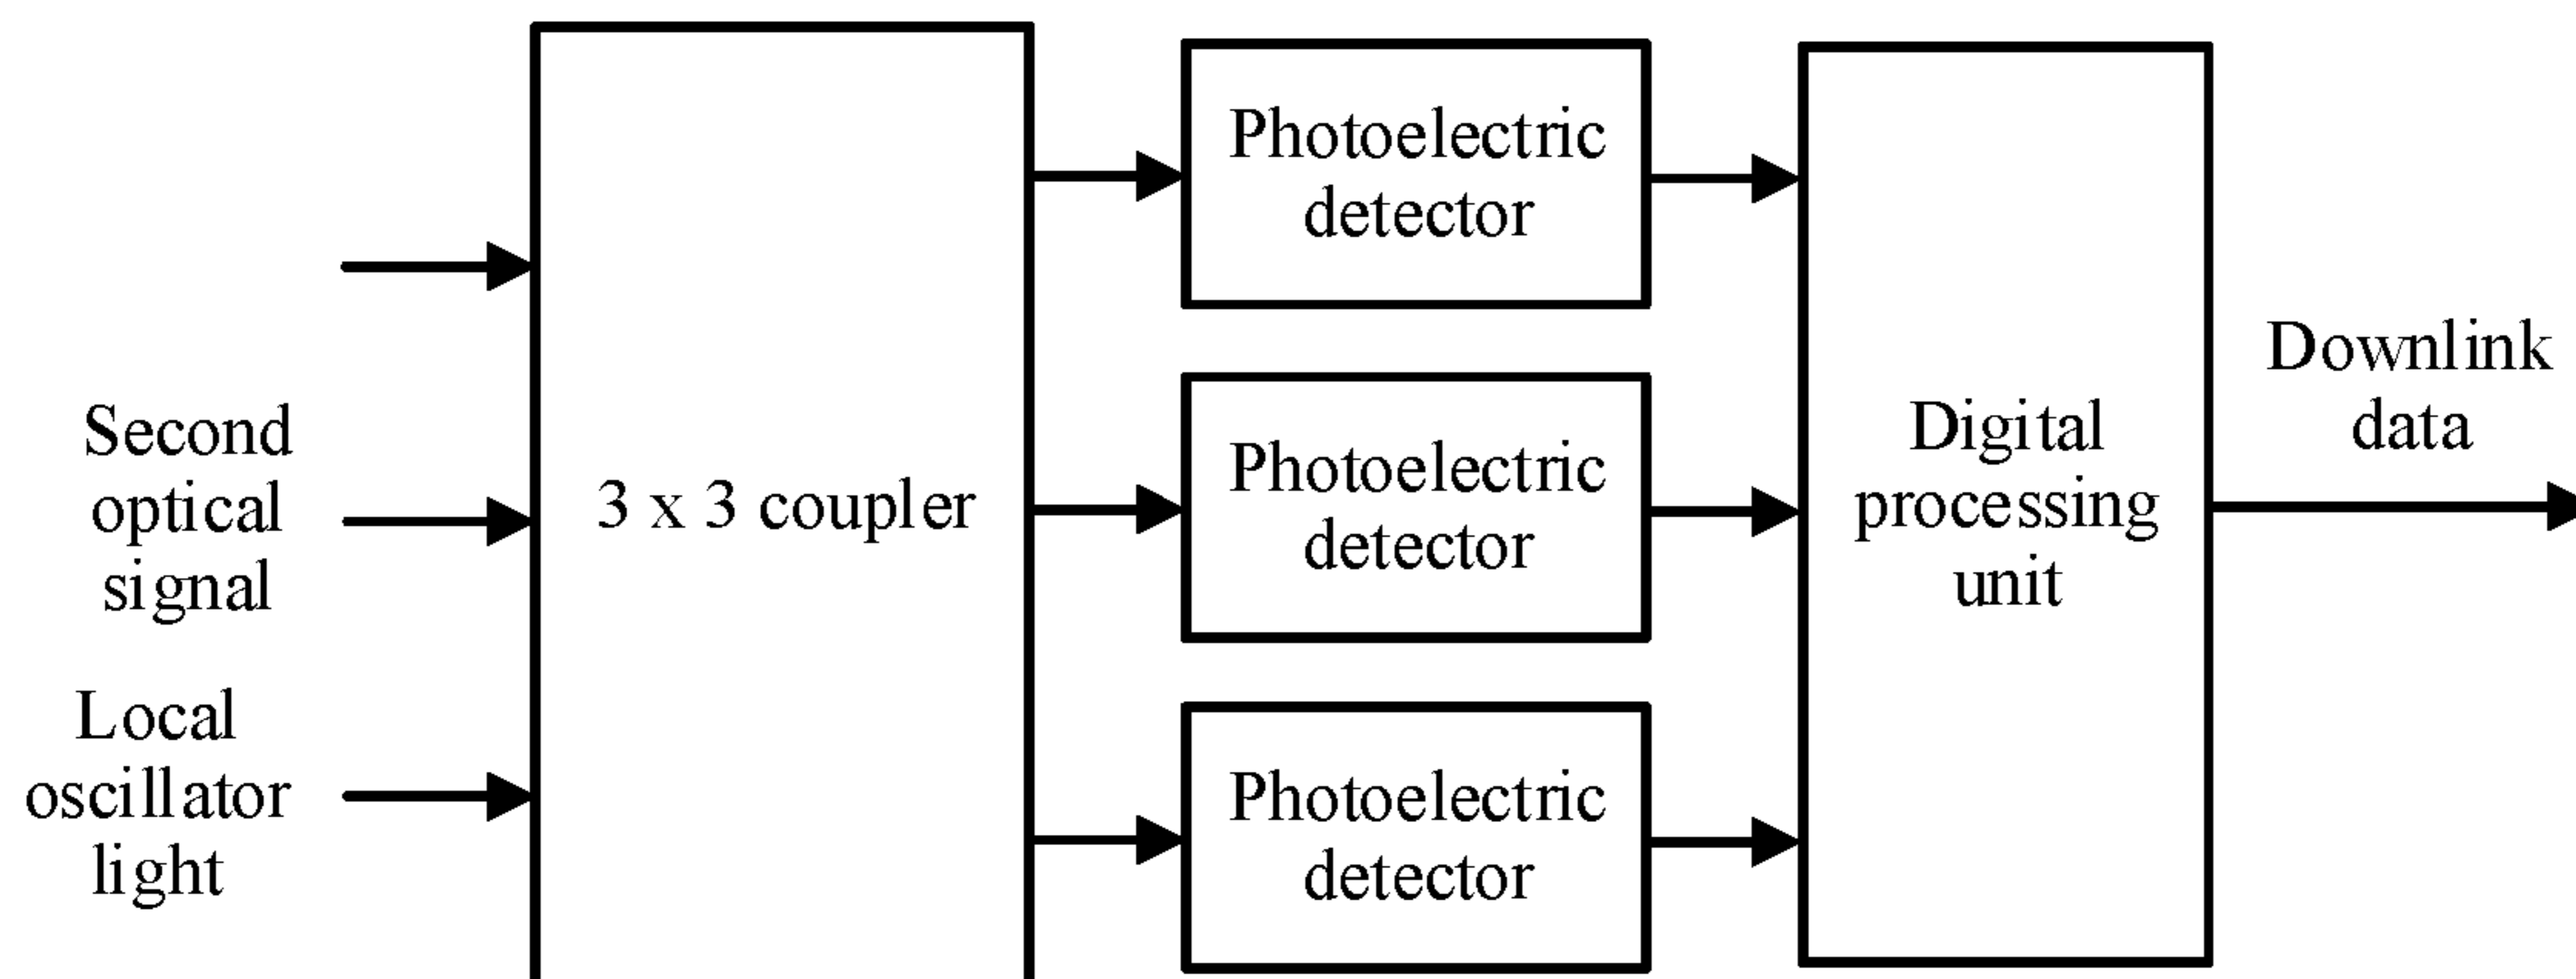 Second
optical
signal
Local
oscillator
light
3 x 3 coupler
Photoelectric
detector
Photoelectric
detector
Photoelectric
detector
Digital
processing
unit
Downlink
data